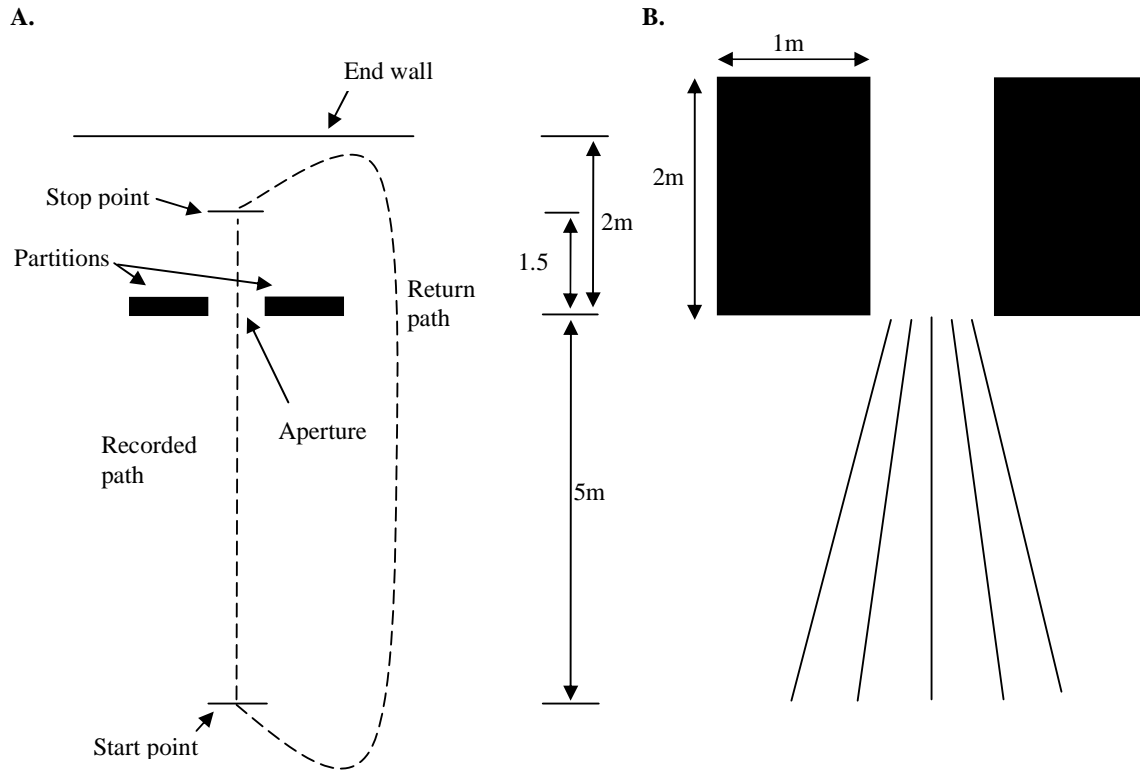 A.
End wall
Stop point
Partitions
Return
path
Aperture
Recorded
path
Start point
2m
1.5
5m
B.
1m
2m